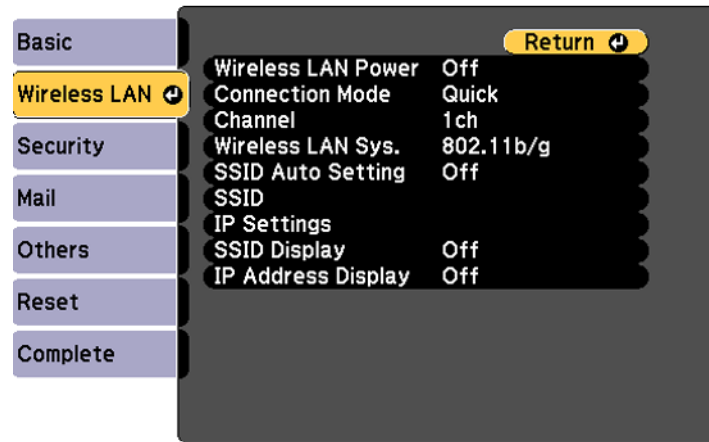 Basic
Wireless LAN
Security
Mail
Others
Reset
Complete
Return
Wireless LAN Power Off
Connection Mode Quick
Channel 1ch
Wireless LAN Sys. 802.11b/g
SSID Auto Setting Off
SSID
IP Settings
SSID Display Off
IP Address Display Off